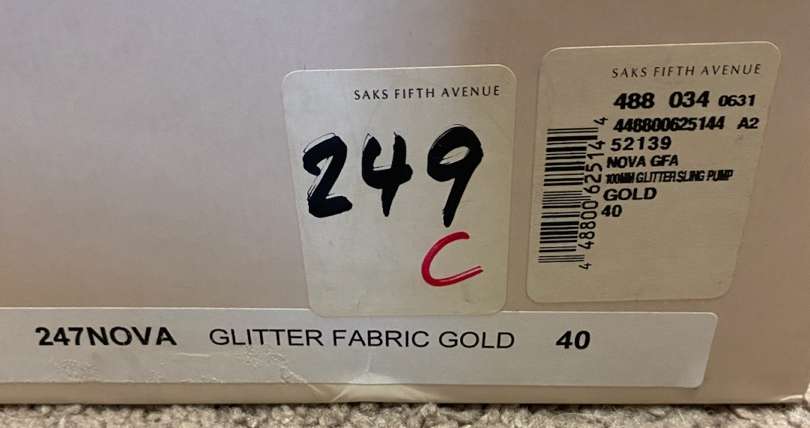 SAKS FIFTH AVENUE
249
C
SAKS FIFTH AVENUE
488 034 0631
448800625144 A2
52139
NOVA GFA
100MM GLITTER SLING PUMP
GOLD
40
4 48800 62514 4
247NOVA GLITTER FABRIC GOLD 40